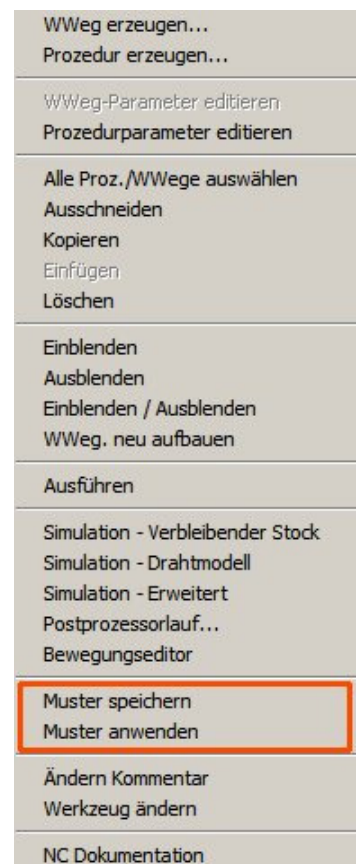 WWeg erzeugen...
Prozedur erzeugen...
WWeg-Parameter editieren
Prozedurparameter editieren
Alle Proz./WWege auswählen
Ausschneiden
Kopieren
Einfügen
Löschen
Einblenden
Ausblenden
Einblenden / Ausblenden
WWeg. neu aufbauen
Ausführen
Simulation - Verbleibender Stock
Simulation - Drahtmodell
Simulation - Erweitert
Postprozessorlauf...
Bewegungseditor
Muster speichern
Muster anwenden
Ändern Kommentar
Werkzeug ändern
NC Dokumentation